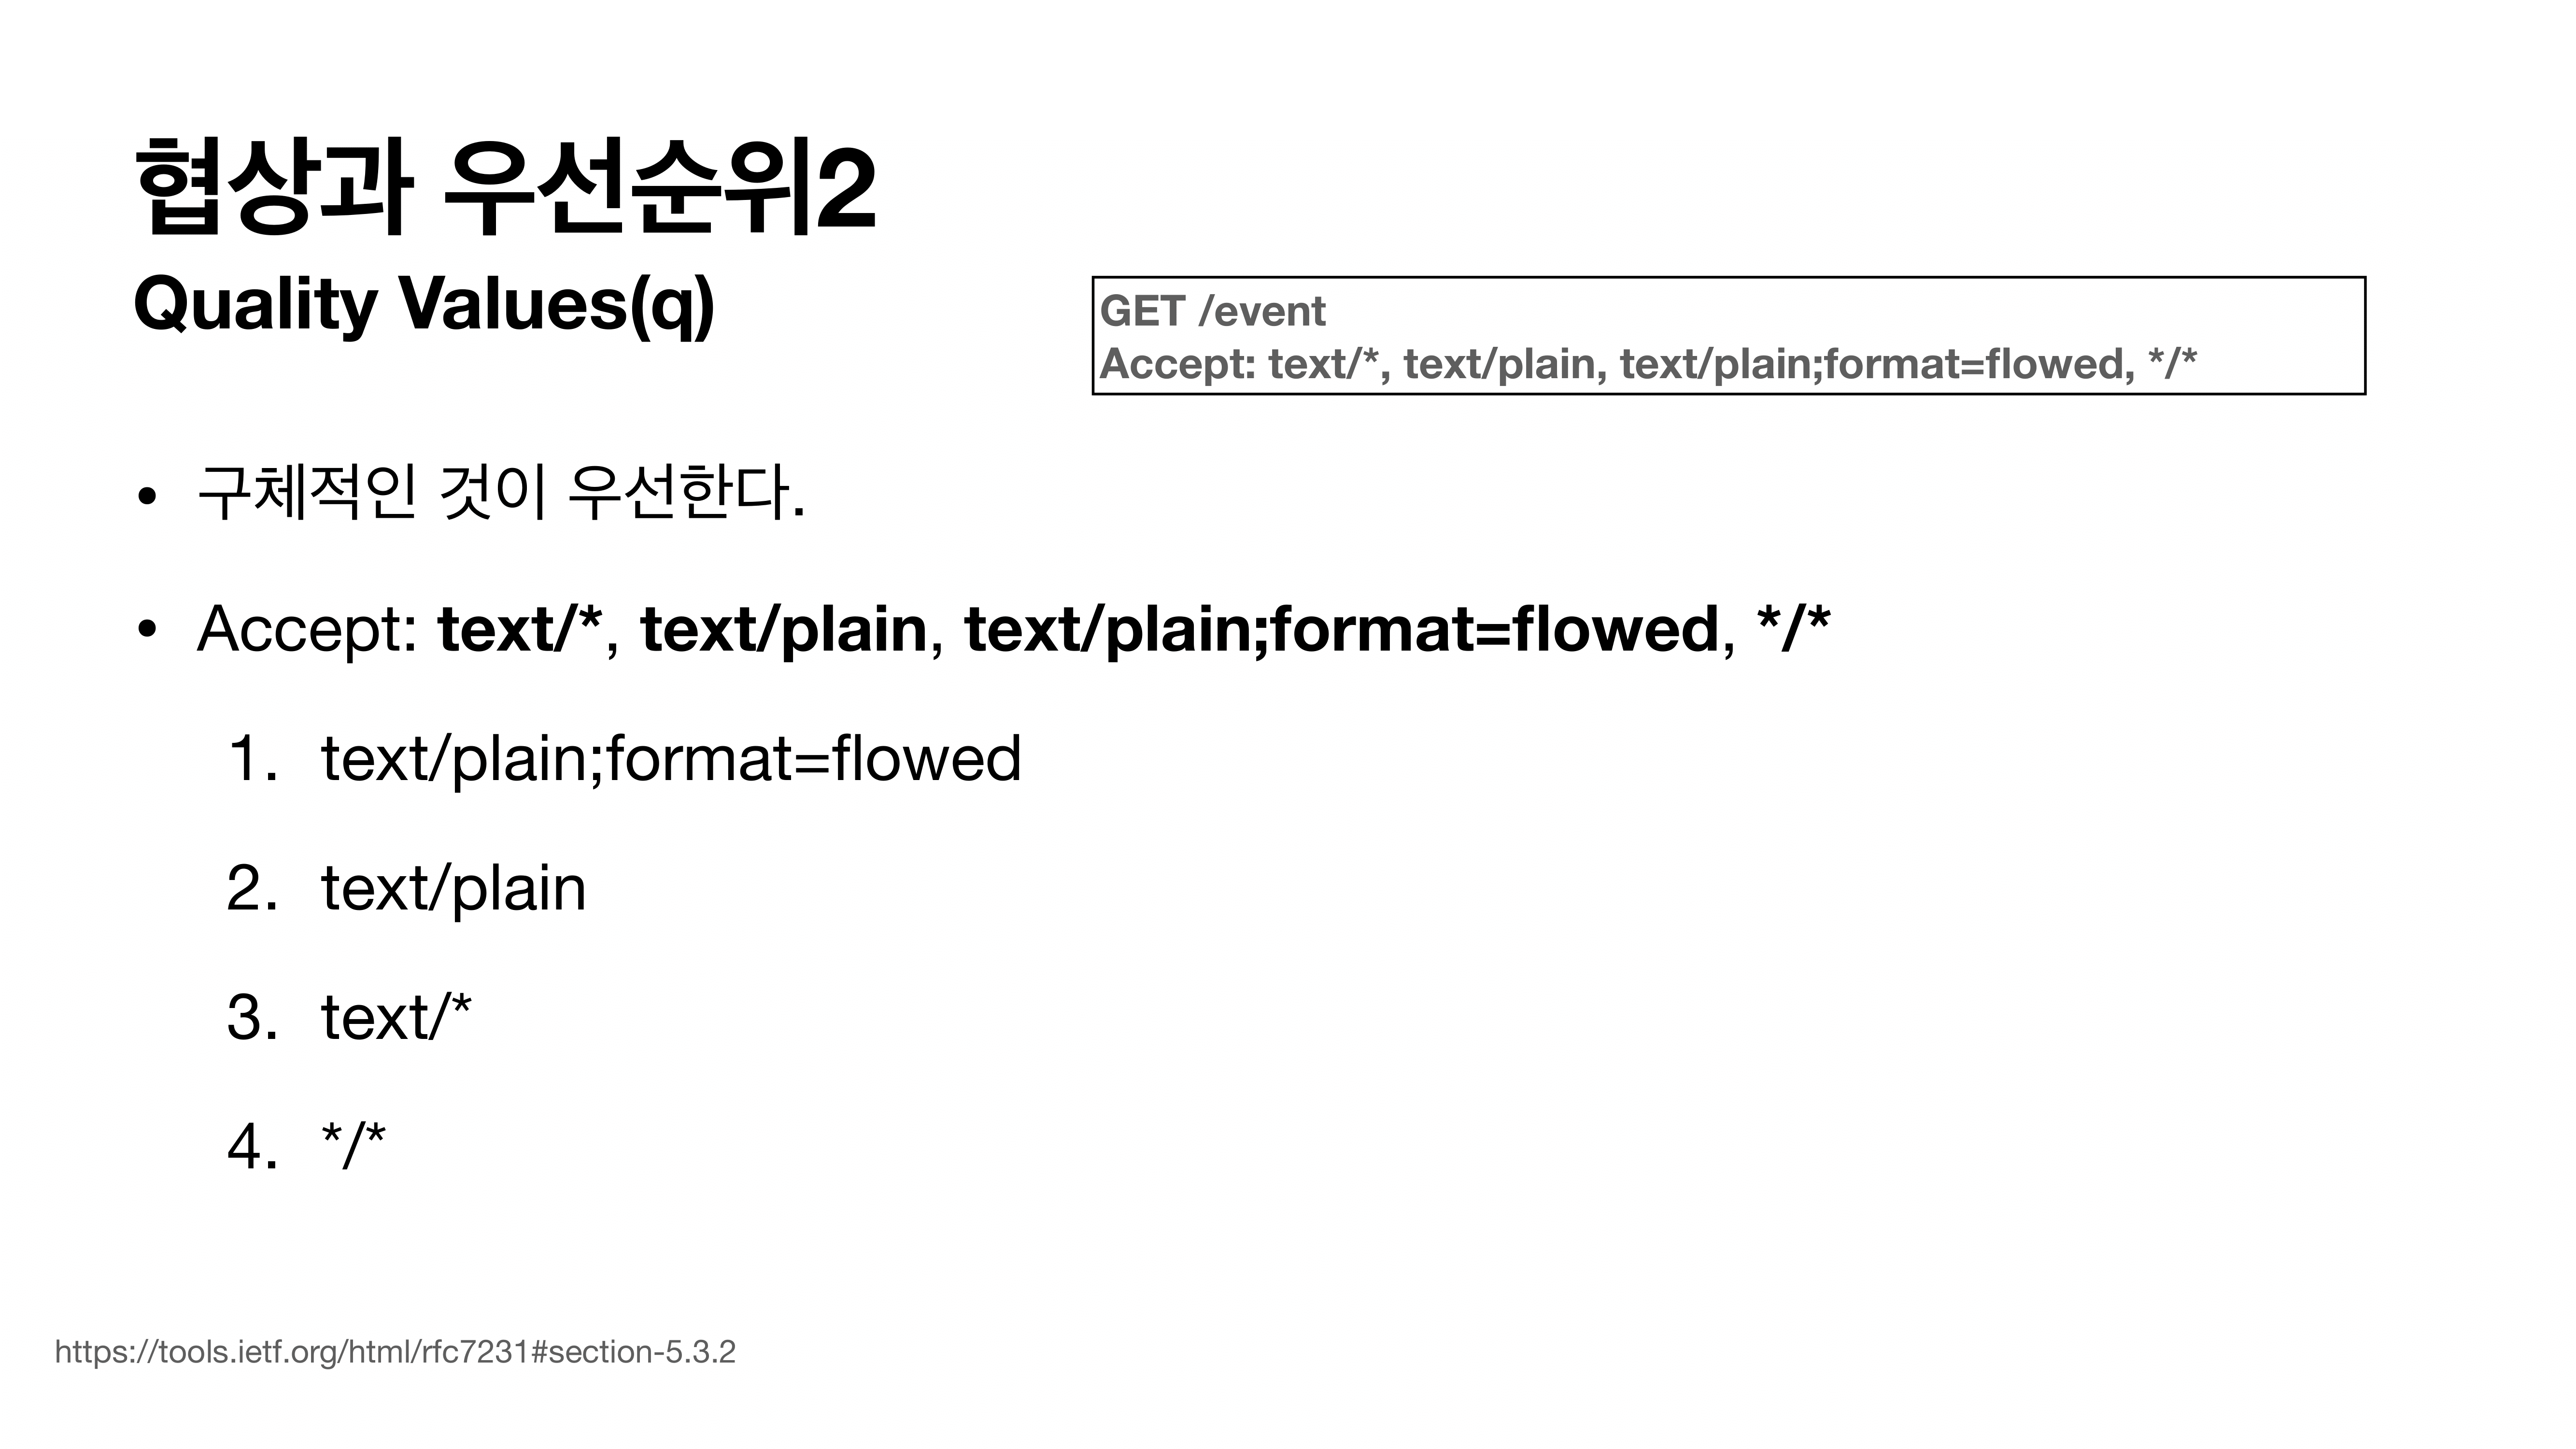 협상과 우선순위2
Quality Values(q)
GET /event
Accept: text/*, text/plain, text/plain;format=flowed, */*
• 구체적인 것이 우선한다.
• Accept: text/*, text/plain, text/plain;format=flowed, */*
1. text/plain;format=flowed
2. text/plain
3. text/*
4. */*
https://tools.ietf.org/html/rfc7231#section-5.3.2